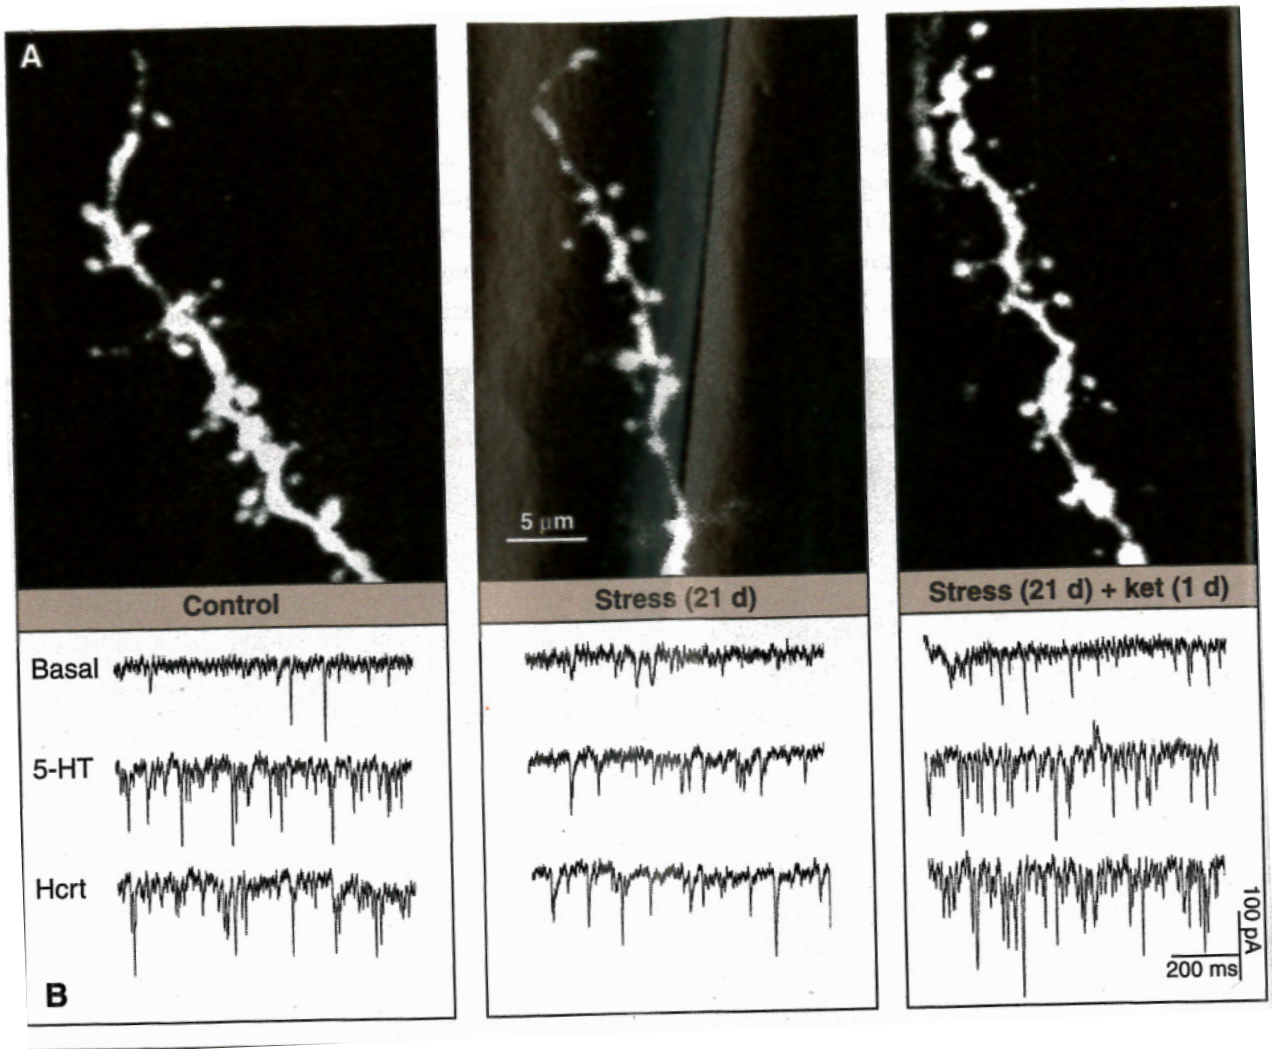 A
5 μm
Control
Stress (21 d)
Stress (21 d) + ket (1 d)
Basal
5-HT
Hcrt
100 pA
200 ms
B